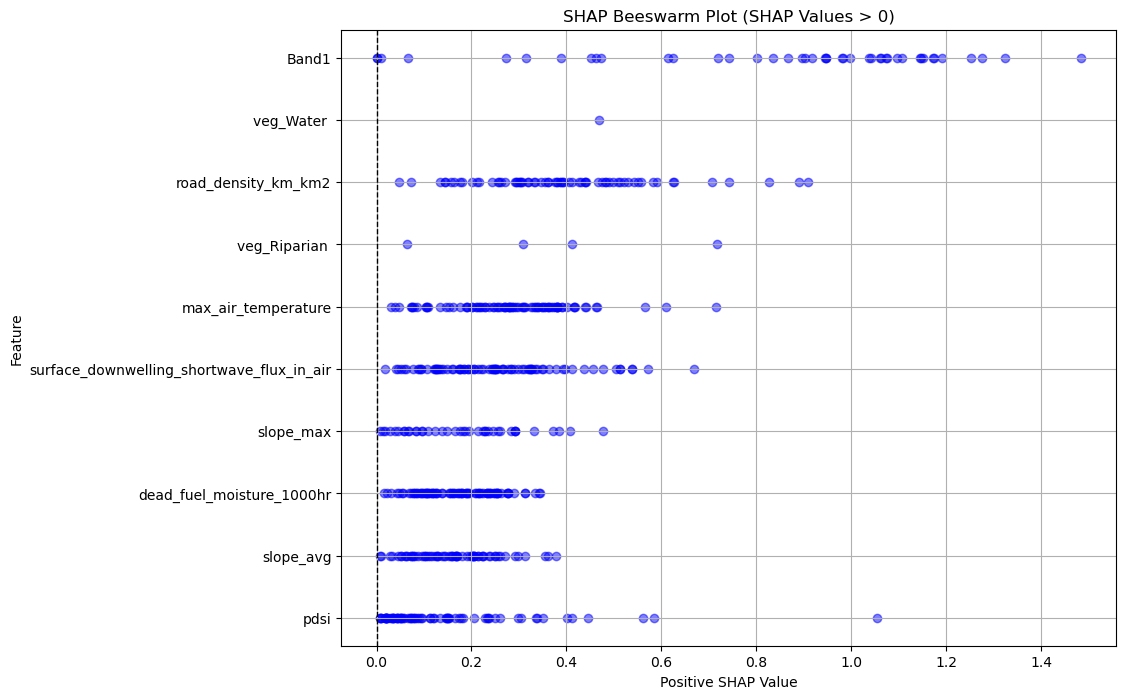 SHAP Beeswarm Plot (SHAP Values > 0)
Feature
Band1
veg_Water
road_density_km_km2
veg_Riparian
max_air_temperature
surface_downwelling_shortwave_flux_in_air
slope_max
dead_fuel_moisture_1000hr
slope_avg
pdsi
0.0 0.2 0.4 0.6 0.8 1.0 1.2 1.4
Positive SHAP Value